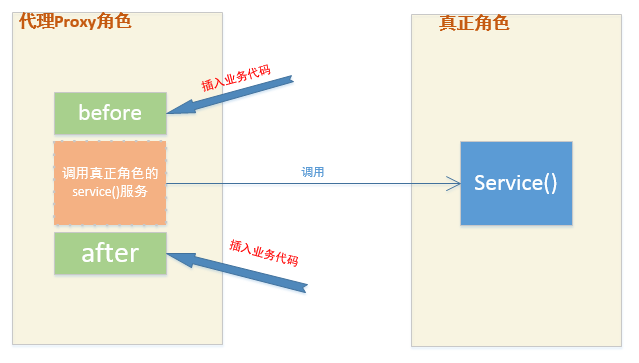 代理Proxy角色
真正角色
插入业务代码
before
调用真正角色的
service()服务
调用
Service()
after
插入业务代码